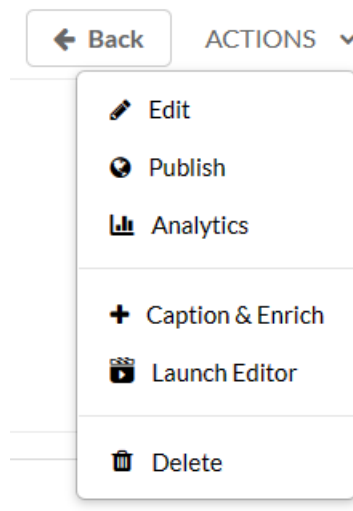 Back ACTIONS
Edit
Publish
Analytics
Caption & Enrich
Launch Editor
Delete